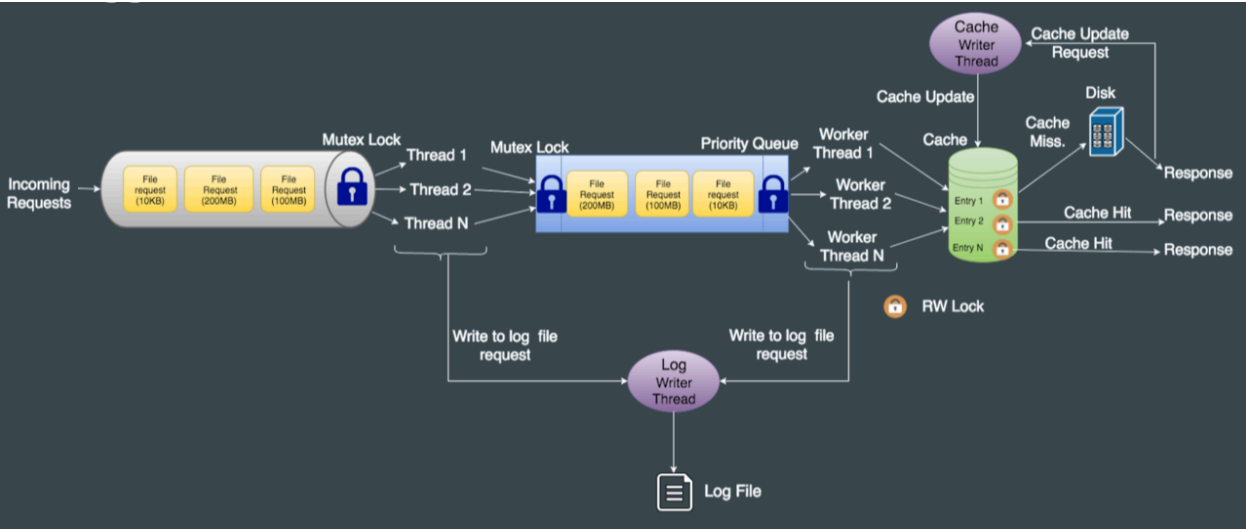 Incoming
Requests
File
request
(10KB)
File
Request
(200MB)
File
Request
(100MB)
Mutex Lock
Thread 1
Thread 2
Thread N
Mutex Lock
File
Request
(200MB)
File
Request
(100MB)
File
request
(10KB)
Priority Queue
Worker
Thread 1
Worker
Thread 2
Worker
Thread N
Cache
Writer
Thread
Cache Update
Request
Cache Update
Cache
Entry 1
Entry 2
Entry N
Cache
Miss.
Disk
Response
Cache Hit
Response
Cache Hit
Response
RW Lock
Write to log file
request
Write to log file
request
Log
Writer
Thread
Log File